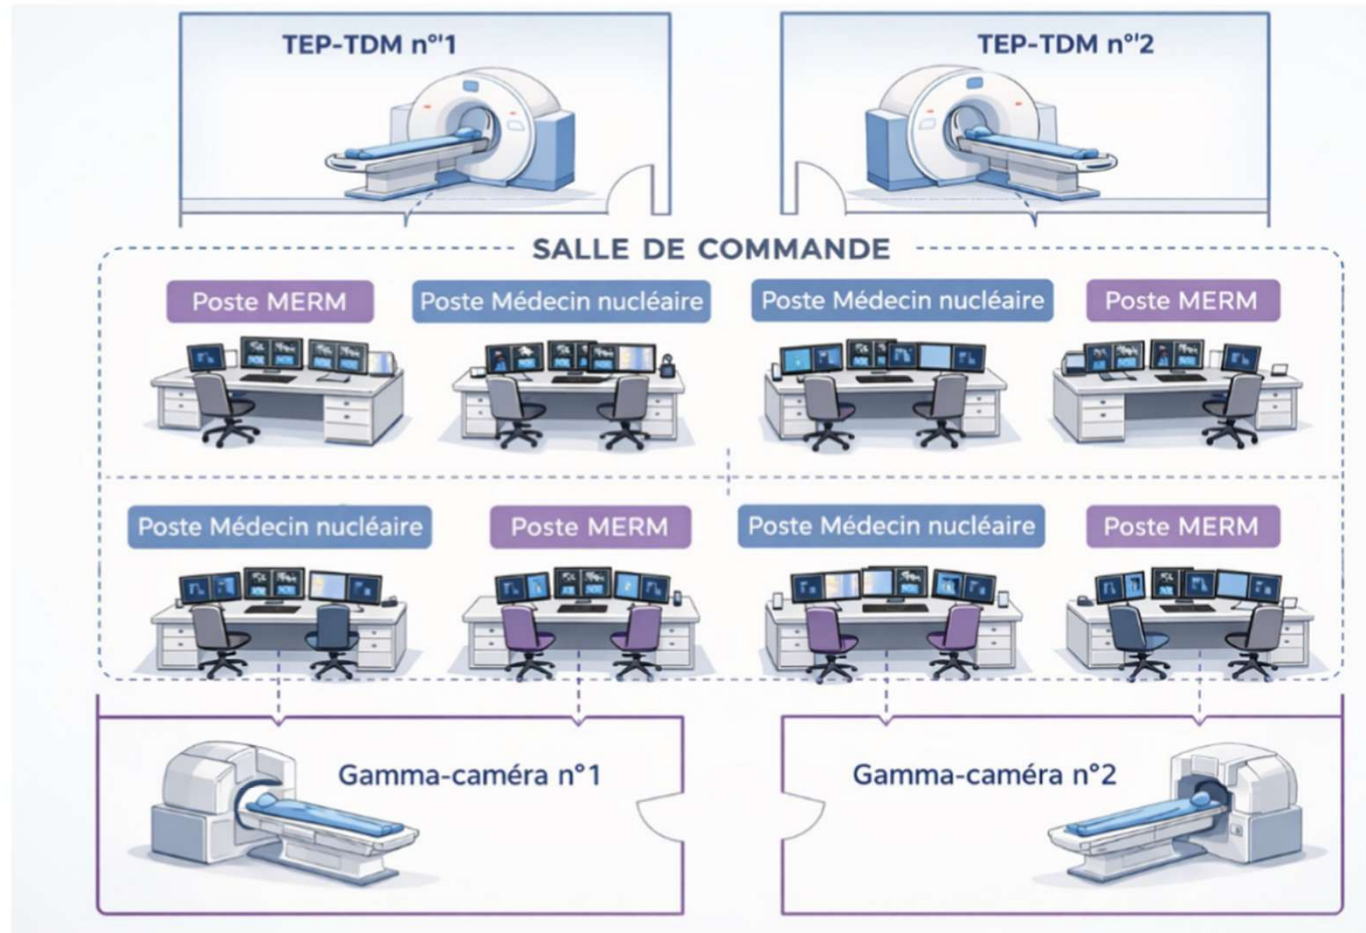 TEP-TDM n°'1
TEP-TDM n°'2
SALLE DE COMMANDE
Poste MERM
Poste Médecin nucléaire
Poste Médecin nucléaire
Poste MERM
Poste Médecin nucléaire
Poste MERM
Poste Médecin nucléaire
Poste MERM
Gamma-caméra n°1
Gamma-caméra n°2